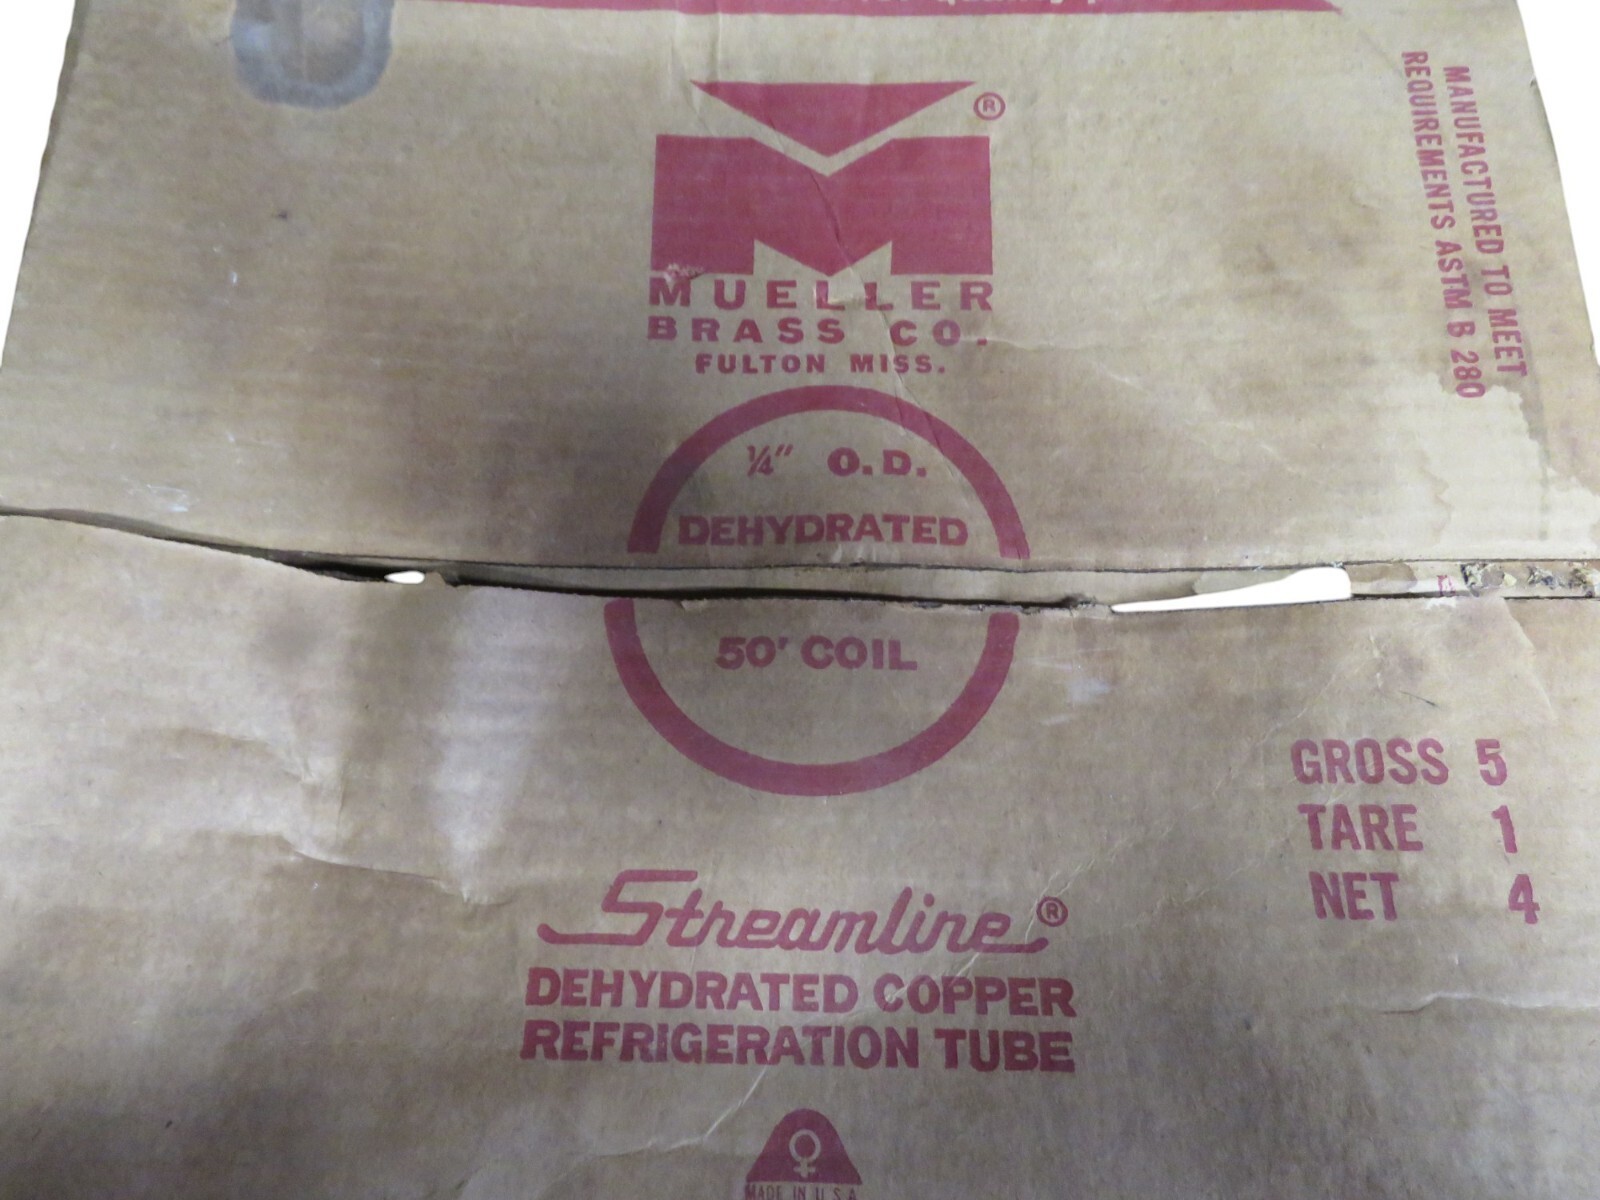 ®
MUELLER
BRASS CO.
FULTON MISS.
MANUFACTURED TO MEET
REQUIREMENTS ASTM B 280
¼" O.D.
DEHYDRATED
50' COIL
GROSS 5
TARE 1
NET 4
Streamline®
DEHYDRATED COPPER
REFRIGERATION TUBE
MADE IN U.S.A.